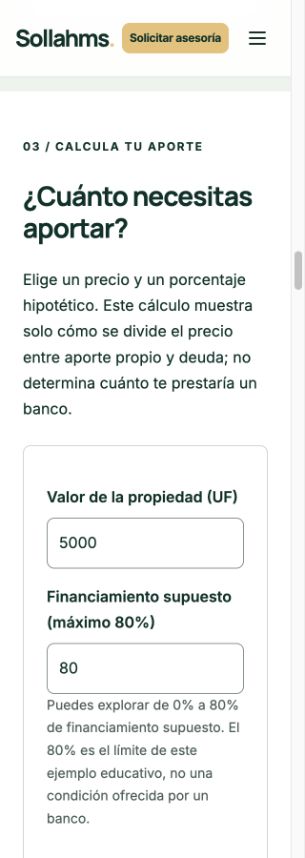 Sollahms.
Solicitar asesoría
03 / CALCULA TU APORTE
¿Cuánto necesitas
aportar?
Elige un precio y un porcentaje
hipotético. Este cálculo muestra
solo cómo se divide el precio
entre aporte propio y deuda; no
determina cuánto te prestaría un
banco.
Valor de la propiedad (UF)
5000
Financiamiento supuesto
(máximo 80%)
80
Puedes explorar de 0% a 80%
de financiamiento supuesto. El
80% es el límite de este
ejemplo educativo, no una
condición ofrecida por un
banco.